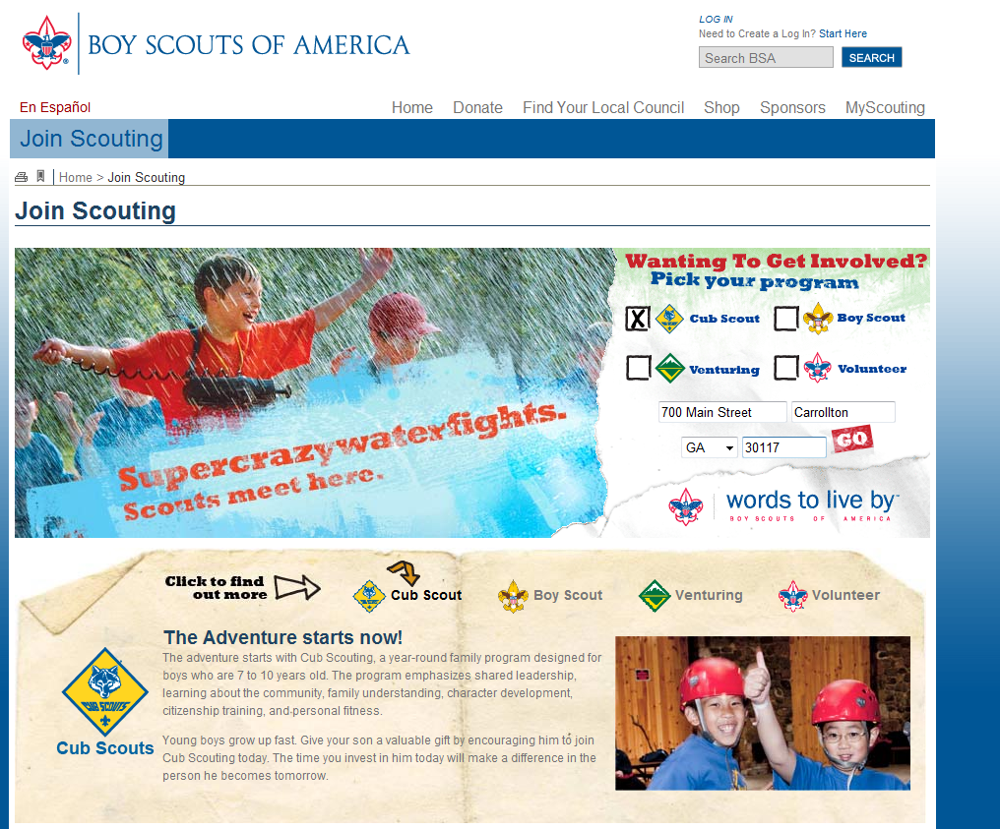 BOY SCOUTS OF AMERICA
LOG IN
Need to Create a Log In? Start Here
Search BSA
SEARCH
En Español
Home Donate Find Your Local Council Shop Sponsors MyScouting
Join Scouting
Home > Join Scouting
Join Scouting
Supercrazywaterfights.
Scouts meet here.
Wanting To Get Involved?
Pick your program
X Cub Scout Boy Scout
Venturing Volunteer
700 Main Street Carrollton
GA 30117 GO
words to live by™
BOY SCOUTS OF AMERICA
Click to find
out more
Cub Scout Boy Scout Venturing Volunteer
CUB SCOUTS
Cub Scouts
The Adventure starts now!
The adventure starts with Cub Scouting, a year-round family program designed for
boys who are 7 to 10 years old. The program emphasizes shared leadership,
learning about the community, family understanding, character development,
citizenship training, and personal fitness.
Young boys grow up fast. Give your son a valuable gift by encouraging him to join
Cub Scouting today. The time you invest in him today will make a difference in the
person he becomes tomorrow.